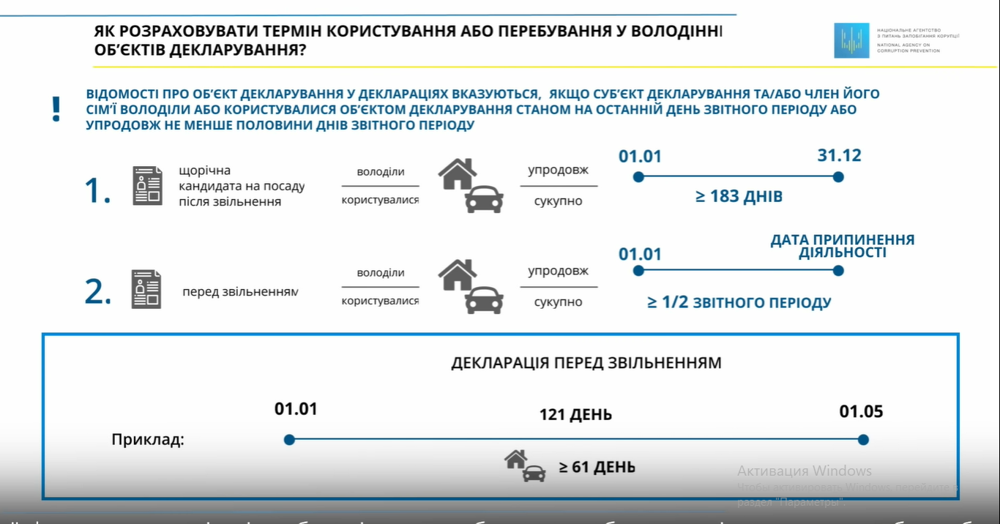 ЯК РОЗРАХОВУВАТИ ТЕРМІН КОРИСТУВАННЯ АБО ПЕРЕБУВАННЯ У ВОЛОДІННІ
ОБ’ЄКТІВ ДЕКЛАРУВАННЯ?
НАЦІОНАЛЬНЕ АГЕНТСТВО
З ПИТАНЬ ЗАПОБІГАННЯ КОРУПЦІЇ
NATIONAL AGENCY ON
CORRUPTION PREVENTION
!
ВІДОМОСТІ ПРО ОБ’ЄКТ ДЕКЛАРУВАННЯ У ДЕКЛАРАЦІЯХ ВКАЗУЮТЬСЯ, ЯКЩО СУБ’ЄКТ ДЕКЛАРУВАННЯ ТА/АБО ЧЛЕН ЙОГО
СІМ’Ї ВОЛОДІЛИ АБО КОРИСТУВАЛИСЯ ОБ’ЄКТОМ ДЕКЛАРУВАННЯ СТАНОМ НА ОСТАННІЙ ДЕНЬ ЗВІТНОГО ПЕРІОДУ АБО
УПРОДОВЖ НЕ МЕНШЕ ПОЛОВИНИ ДНІВ ЗВІТНОГО ПЕРІОДУ
1.
щорічна
кандидата на посаду
після звільнення
володіли
користувалися
упродовж
сукупно
01.01
31.12
≥ 183 ДНІВ
2.
перед звільненням
володіли
користувалися
упродовж
сукупно
01.01
ДАТА ПРИПИНЕННЯ
ДІЯЛЬНОСТІ
≥ 1/2 ЗВІТНОГО ПЕРІОДУ
ДЕКЛАРАЦІЯ ПЕРЕД ЗВІЛЬНЕННЯМ
Приклад:
01.01
121 ДЕНЬ
01.05
≥ 61 ДЕНЬ
Активация Windows
Чтобы активировать Windows, перейдите в
раздел "Параметры".